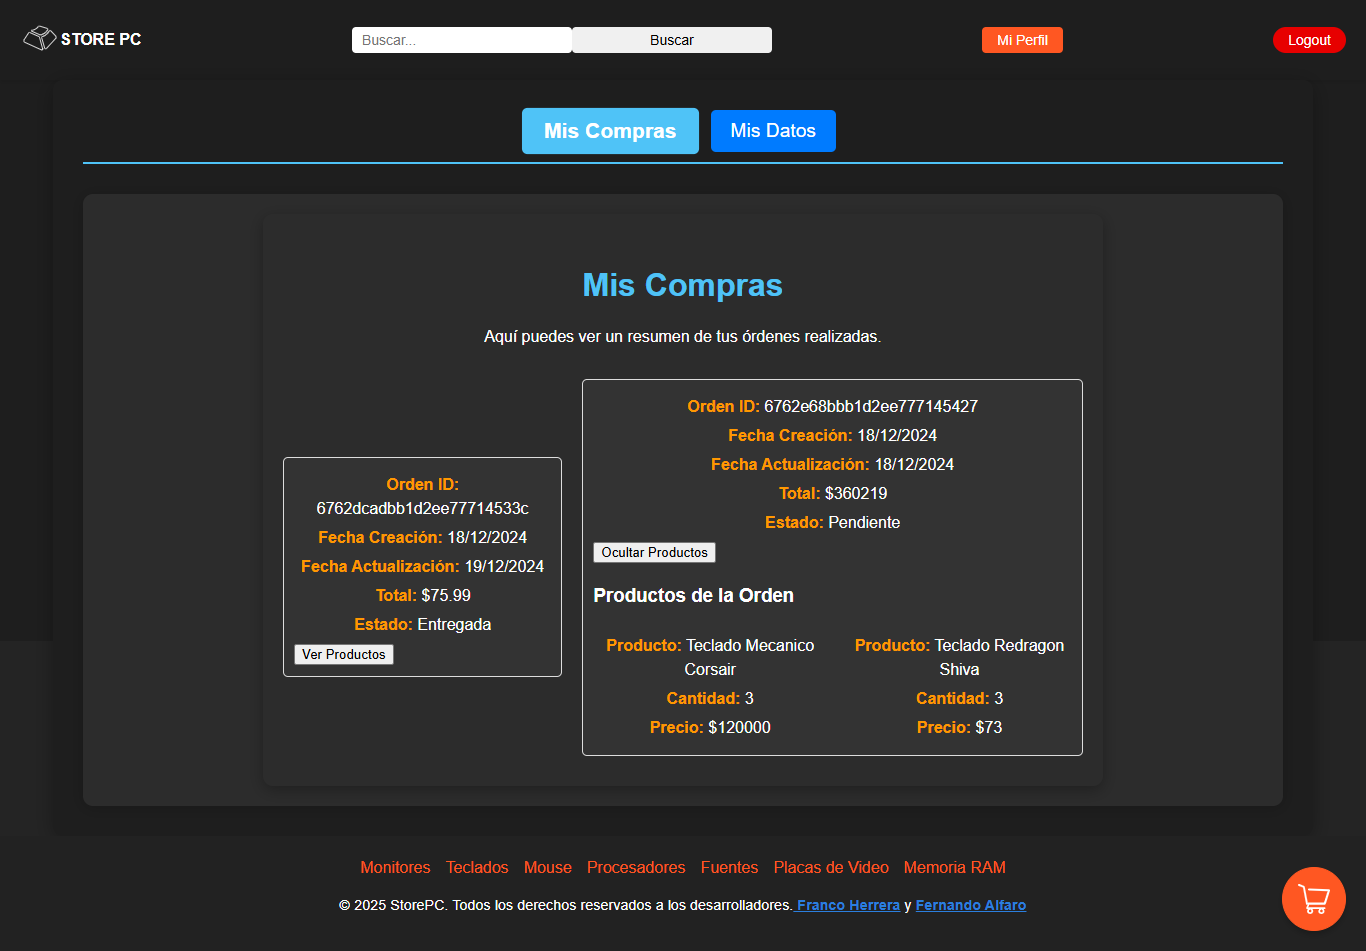 STORE PC
Buscar...
Buscar
Mi Perfil
Logout
Mis Compras
Mis Datos
Mis Compras
Aquí puedes ver un resumen de tus órdenes realizadas.
Orden ID:
6762dcadbb1d2ee77714533c
Fecha Creación: 18/12/2024
Fecha Actualización: 19/12/2024
Total: $75.99
Estado: Entregada
Ver Productos
Orden ID: 6762e68bbb1d2ee777145427
Fecha Creación: 18/12/2024
Fecha Actualización: 18/12/2024
Total: $360219
Estado: Pendiente
Ocultar Productos
Productos de la Orden
Producto: Teclado Mecanico
Corsair
Cantidad: 3
Precio: $120000
Producto: Teclado Redragon
Shiva
Cantidad: 3
Precio: $73
Monitores Teclados Mouse Procesadores Fuentes Placas de Video Memoria RAM
© 2025 StorePC. Todos los derechos reservados a los desarrolladores. Franco Herrera y Fernando Alfaro